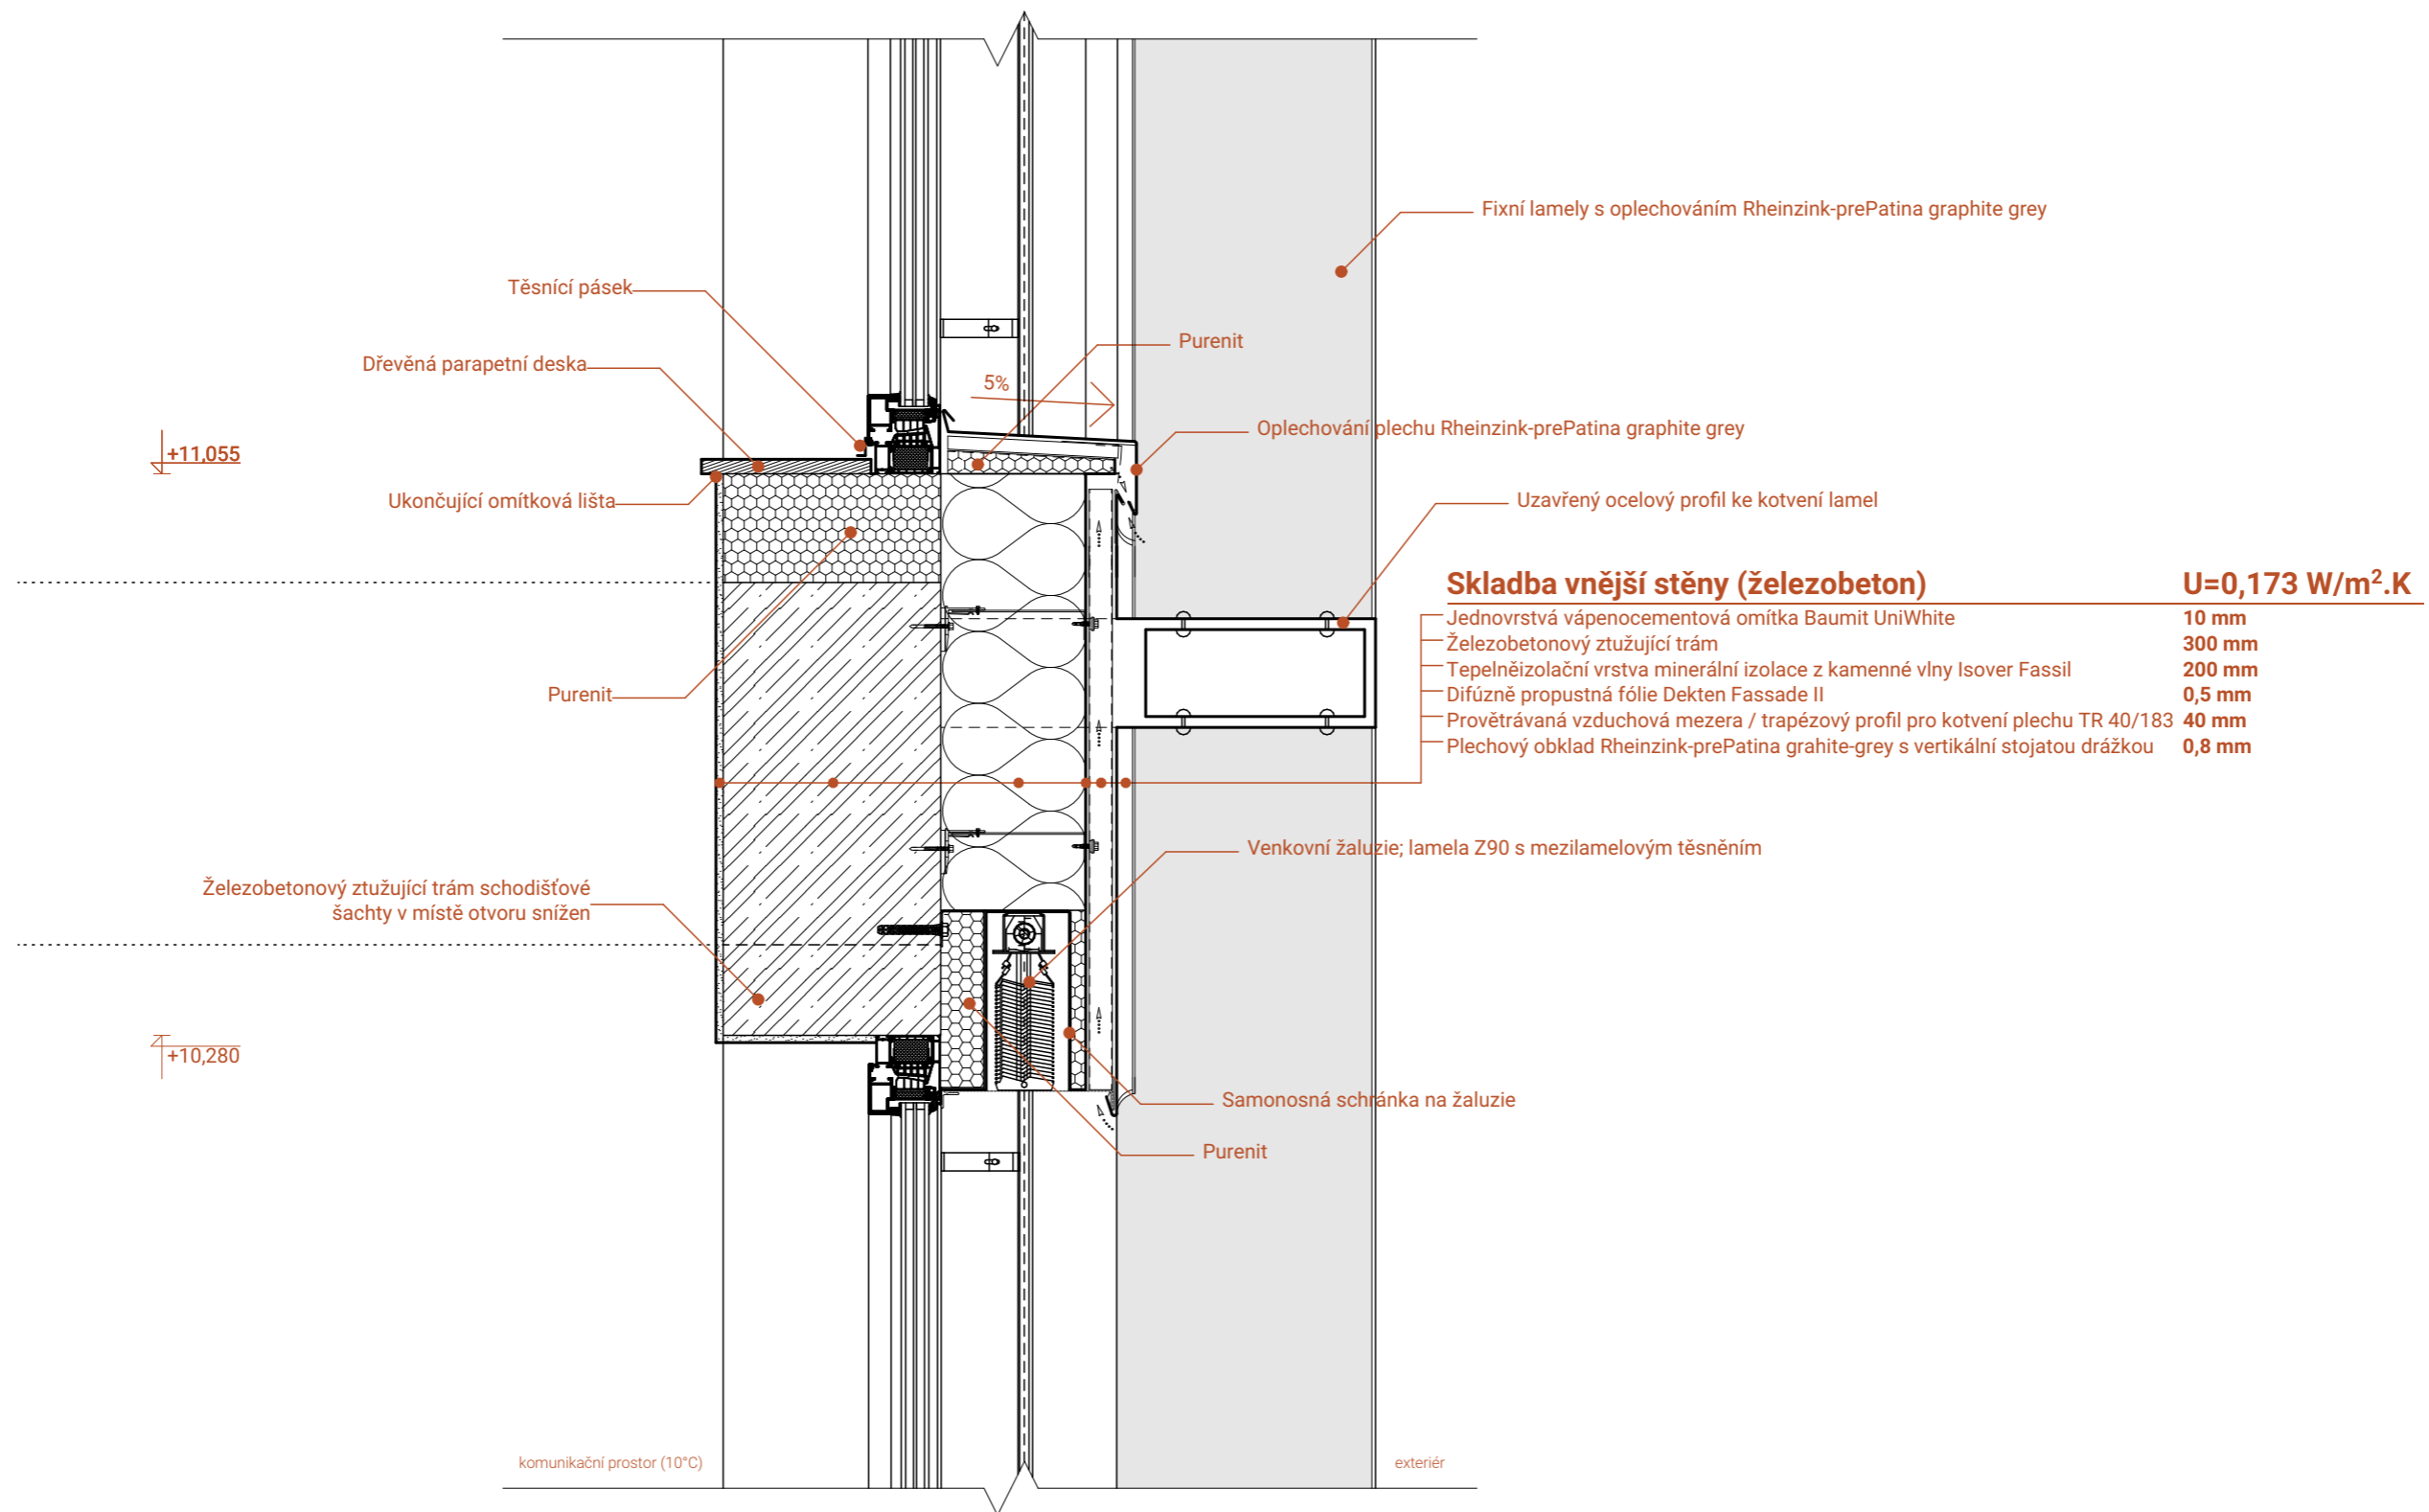 Fixní lamely s oplechováním Rheinzink-prePatina graphite grey
Těsnící pásek
Purenit
Dřevěná parapetní deska
5%
Oplechování plechu Rheinzink-prePatina graphite grey
+11,055
Ukončující omítková lišta
Uzavřený ocelový profil ke kotvení lamel
Skladba vnější stěny (železobeton) U=0,173 W/m².K
Jednovrstvá vápenocementová omítka Baumit UniWhite 10 mm
Železobetonový ztužující trám 300 mm
Tepelněizolační vrstva minerální izolace z kamenné vlny Isover Fassil 200 mm
Difúzně propustná fólie Dekten Fassade II 0,5 mm
Provětrávaná vzduchová mezera / trapézový profil pro kotvení plechu TR 40/183 40 mm
Plechový obklad Rheinzink-prePatina grahite-grey s vertikální stojatou drážkou 0,8 mm
Purenit
Venkovní žaluzie; lamela Z90 s mezilamelovým těsněním
Železobetonový ztužující trám schodišťové
šachty v místě otvoru snížen
+10,280
Samonosná schránka na žaluzie
Purenit
komunikační prostor (10°C)
exteriér